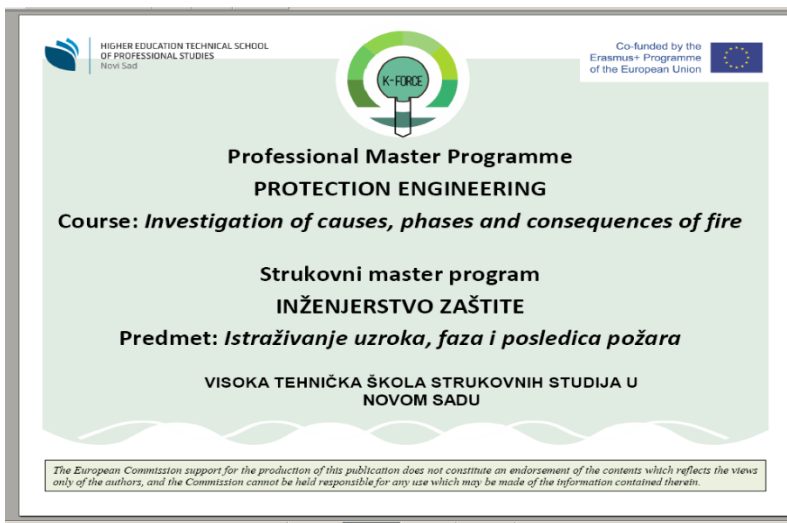 HIGHER EDUCATION TECHNICAL SCHOOL
OF PROFESSIONAL STUDIES
Novi Sad
K-FORCE
Co-funded by the
Erasmus+ Programme
of the European Union
Professional Master Programme
PROTECTION ENGINEERING
Course: Investigation of causes, phases and consequences of fire
Strukovni master program
INŽENJERSTVO ZAŠTITE
Predmet: Istraživanje uzroka, faza i posledica požara
VISOKA TEHNIČKA ŠKOLA STRUKOVNIH STUDIJA U
NOVOM SADU
The European Commission support for the production of this publication does not constitute an endorsement of the contents which reflects the views
only of the authors, and the Commission cannot be held responsible for any use which may be made of the information contained therein.